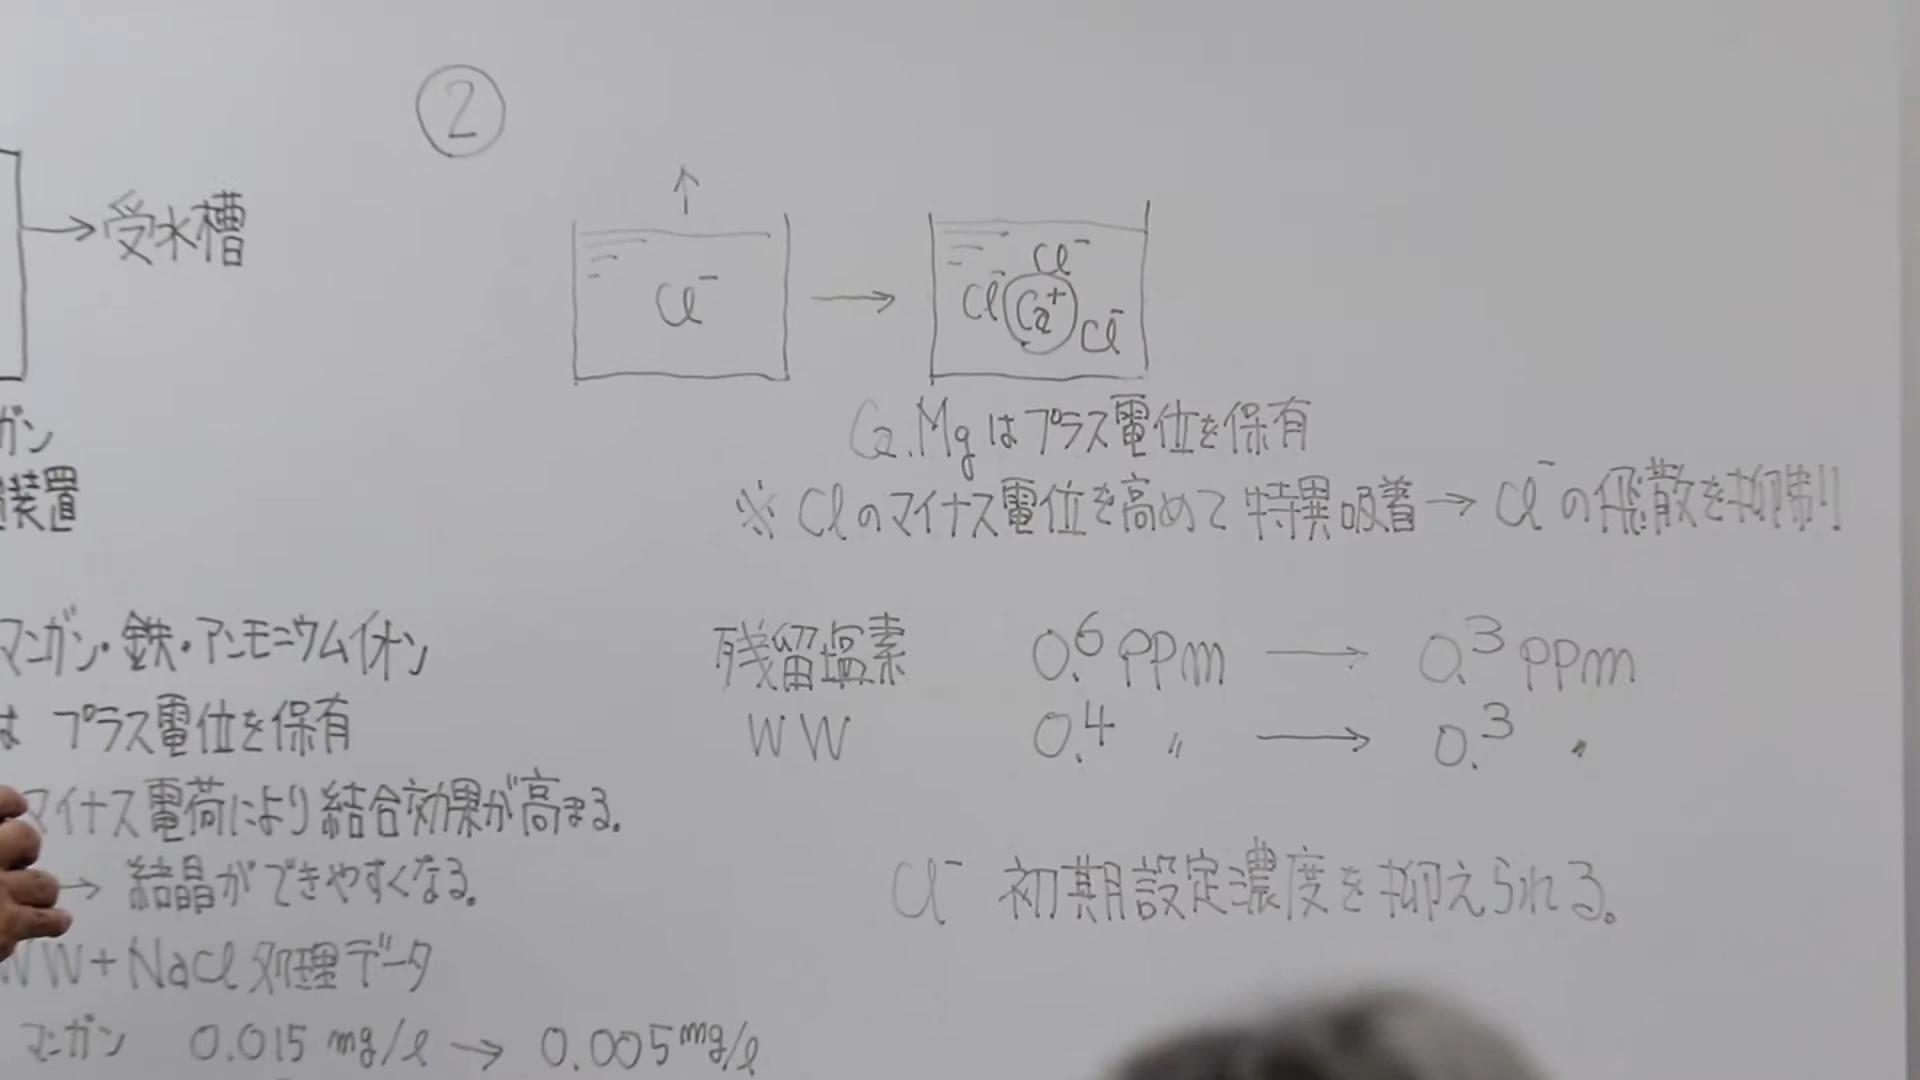 →受水槽
ガン
装置
マンガン・鉄・アンモニウムイオン
は プラス電位を保有
マイナス電荷により結合効果が高まる。
→ 結晶ができやすくなる。
WW+NaCl 処理データ
マンガン 0.015 mg/l → 0.005 mg/l
②
↑
Cl⁻ →
Cl⁻
Cl⁻ Ca⁺ Cl⁻
Ca.Mgはプラス電位を保有
※ Clのマイナス電位を高めて特異吸着→Cl⁻の飛散を抑制
残留塩素 0.6 ppm → 0.3 ppm
WW 0.4 〃 → 0.3 〃
Cl⁻ 初期設定濃度を抑えられる。